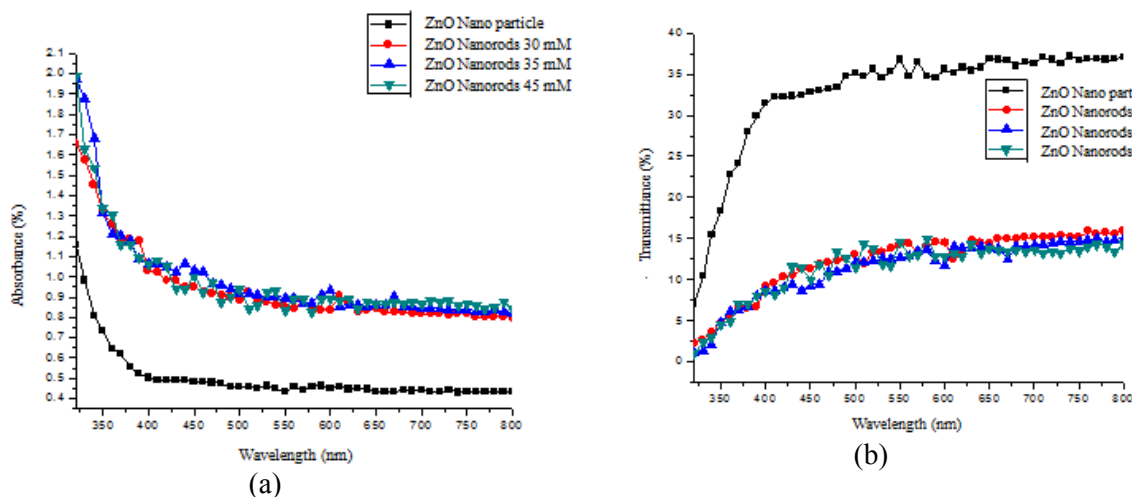 ZnO Nano particle
ZnO Nanorods 30 mM
ZnO Nanorods 35 mM
ZnO Nanorods 45 mM
2.1
2.0
1.9
1.8
1.7
1.6
1.5
1.4
1.3
1.2
1.1
1.0
0.9
0.8
0.7
0.6
0.5
0.4
Absorbance (%)
350 400 450 500 550 600 650 700 750 800
Wavelength (nm)
(a)
40
35
30
25
20
15
10
5
0
Transmittance (%)
ZnO Nano part
ZnO Nanorods
ZnO Nanorods
ZnO Nanorods
350 400 450 500 550 600 650 700 750 800
Wavelength (nm)
(b)